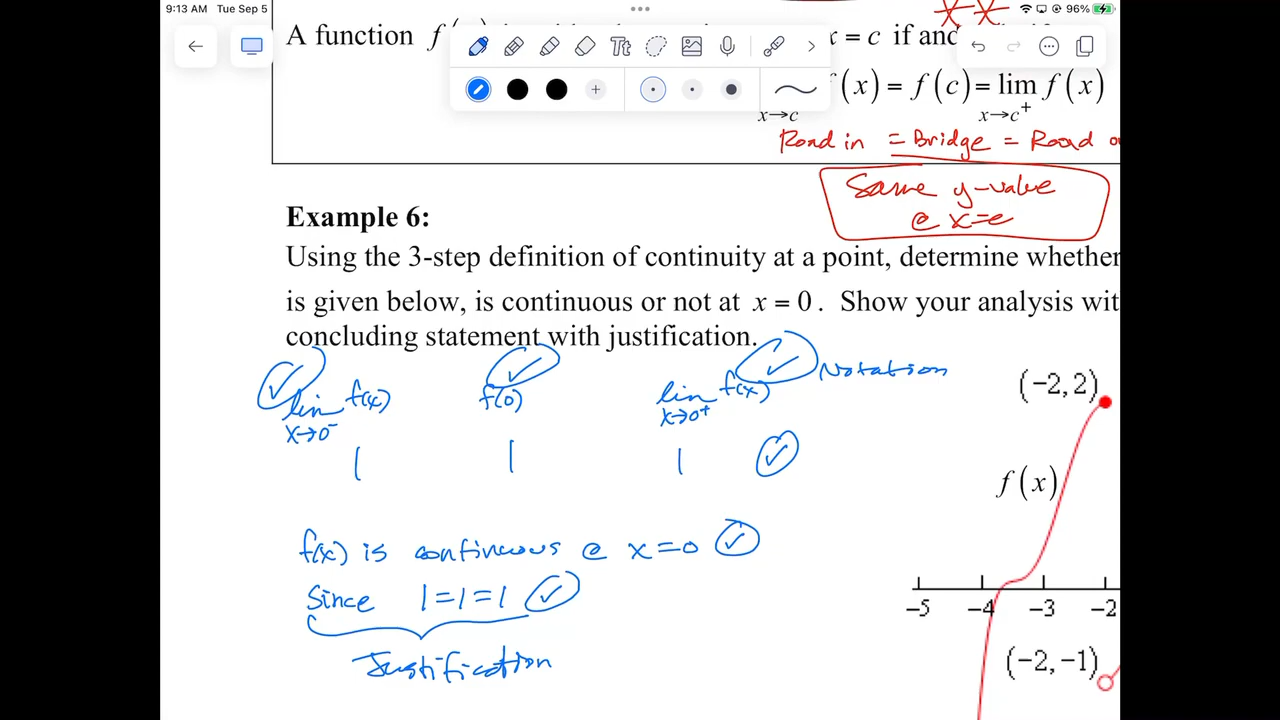 9:13 AM Tue Sep 5
96%
A function f
x = c if and
Tt
f(x) = f(c) = lim f(x)
x→c
x→c⁺
Road in = Bridge = Road o
Same y-value
@ x=c
Example 6:
Using the 3-step definition of continuity at a point, determine whether
is given below, is continuous or not at x = 0. Show your analysis wit
concluding statement with justification.
lim f(x) f(0) lim f(x) Notation
x→0⁻ x→0⁺
1 1 1
f(x) is continuous @ x=0
Since 1=1=1
Justification
(-2, 2)
f(x)
-5 -4 -3 -2
(-2, -1)